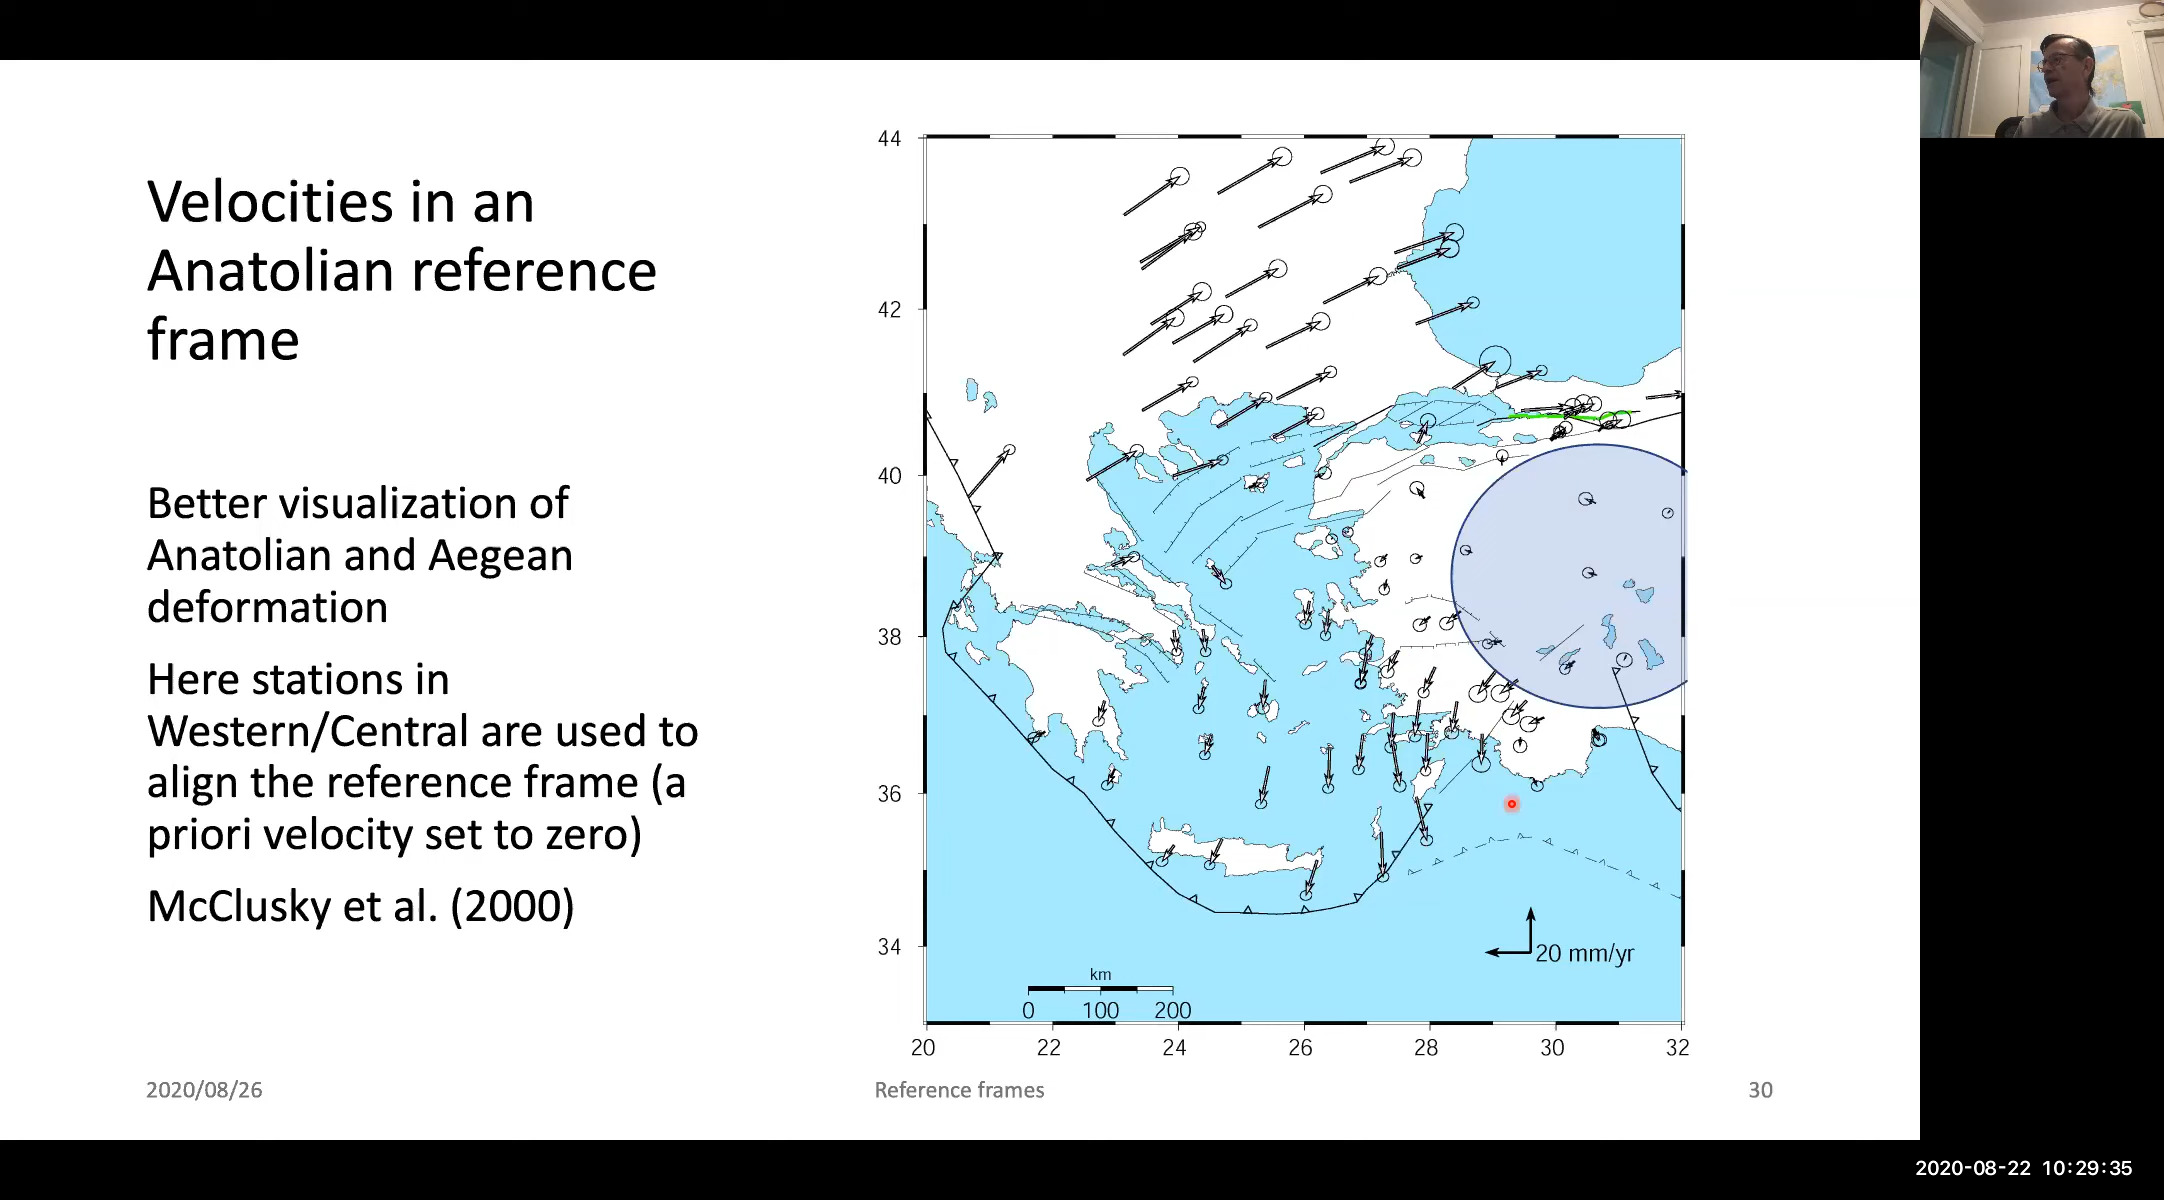 Velocities in an
Anatolian reference
frame
Better visualization of
Anatolian and Aegean
deformation
Here stations in
Western/Central are used to
align the reference frame (a
priori velocity set to zero)
McClusky et al. (2000)
44
42
40
38
36
34
20 mm/yr
km
0 100 200
20 22 24 26 28 30 32
2020/08/26
Reference frames
30
2020-08-22 10:29:35